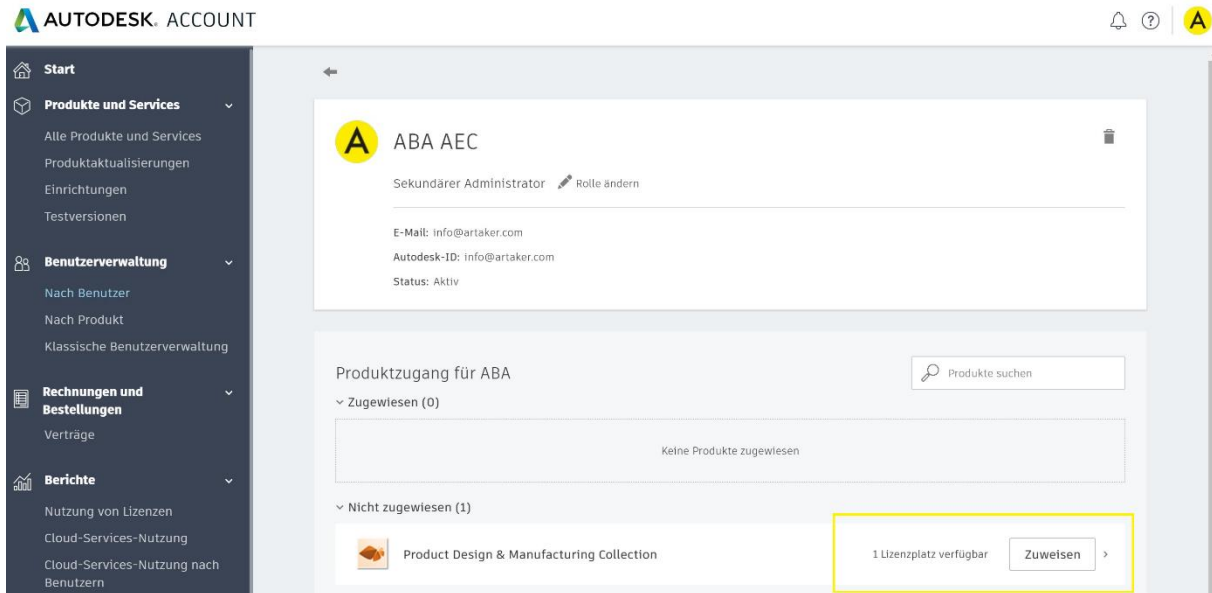 AUTODESK. ACCOUNT
A
Start
Produkte und Services
Alle Produkte und Services
Produktaktualisierungen
Einrichtungen
Testversionen
Benutzerverwaltung
Nach Benutzer
Nach Produkt
Klassische Benutzerverwaltung
Rechnungen und
Bestellungen
Verträge
Berichte
Nutzung von Lizenzen
Cloud-Services-Nutzung
Cloud-Services-Nutzung nach
Benutzern
A
ABA AEC
Sekundärer Administrator Rolle ändern
E-Mail: info@artaker.com
Autodesk-ID: info@artaker.com
Status: Aktiv
Produktzugang für ABA
Produkte suchen
Zugewiesen (0)
Keine Produkte zugewiesen
Nicht zugewiesen (1)
Product Design & Manufacturing Collection
1 Lizenzplatz verfügbar
Zuweisen